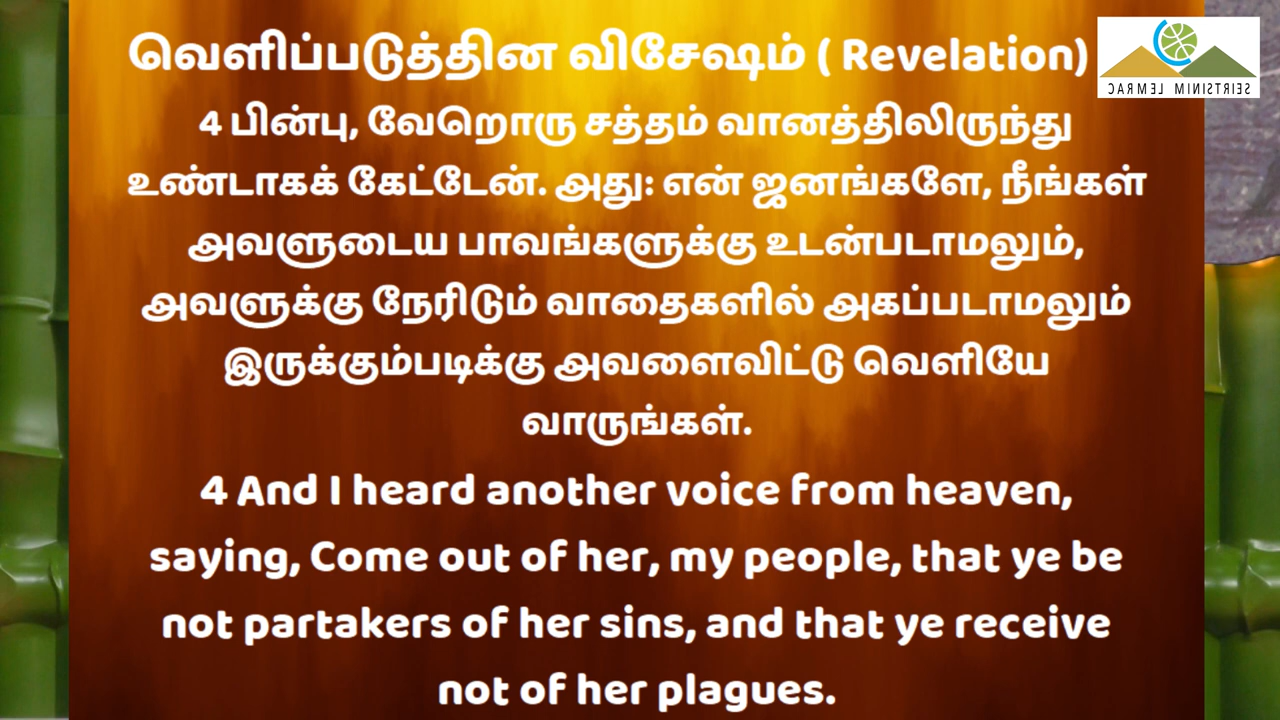 வெளிப்படுத்தின விசேஷம் ( Revelation)
CARMEL MINISTRIES
4 பின்பு, வேறொரு சத்தம் வானத்திலிருந்து
உண்டாகக் கேட்டேன். அது: என் ஜனங்களே, நீங்கள்
அவளுடைய பாவங்களுக்கு உடன்படாமலும்,
அவளுக்கு நேரிடும் வாதைகளில் அகப்படாமலும்
இருக்கும்படிக்கு அவளைவிட்டு வெளியே
வாருங்கள்.
4 And I heard another voice from heaven,
saying, Come out of her, my people, that ye be
not partakers of her sins, and that ye receive
not of her plagues.